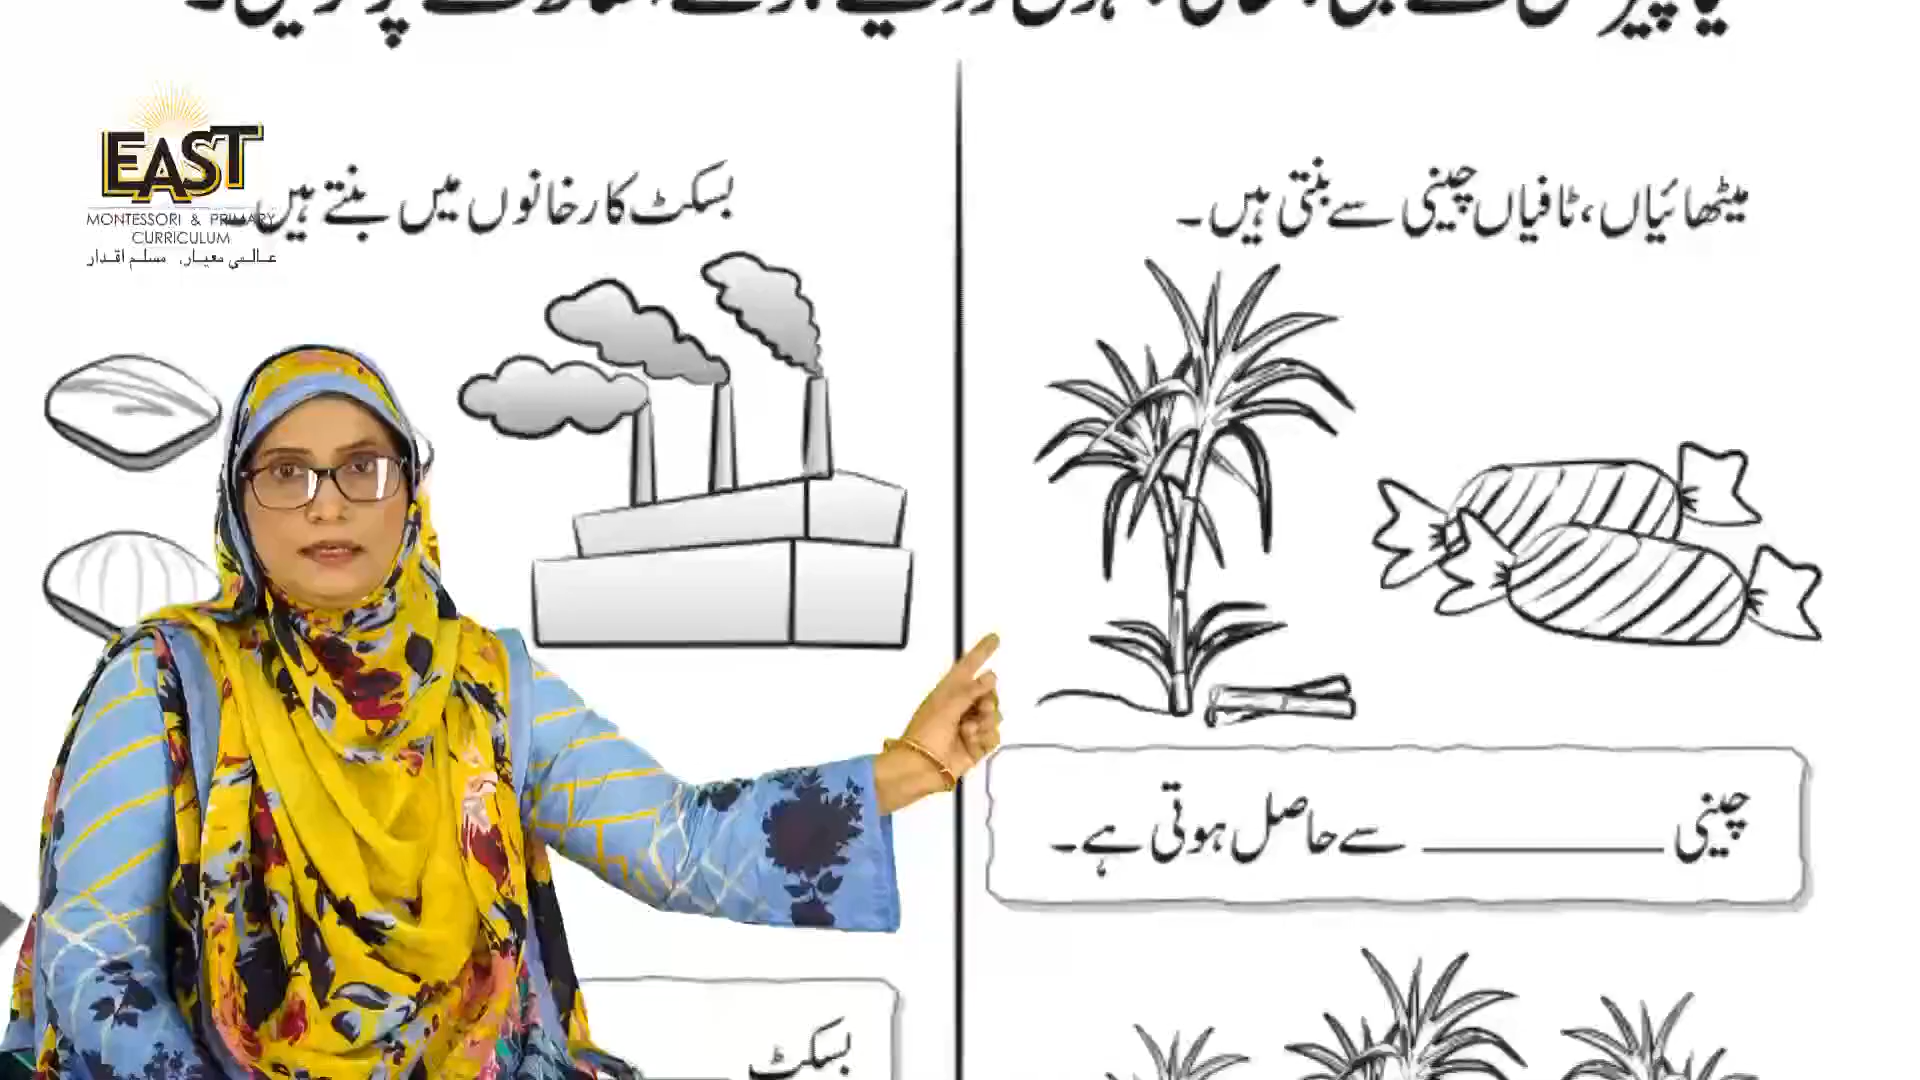 میٹھائیاں، ٹافیاں چینی سے بنتی ہیں۔
چینی ــــــــــــــ سے حاصل ہوتی ہے۔
بسکٹ کارخانوں میں بنتے ہیں۔
بسکٹ
EAST
MONTESSORI & PRIMARY
CURRICULUM
عالمی معیار، مسلم اقدار